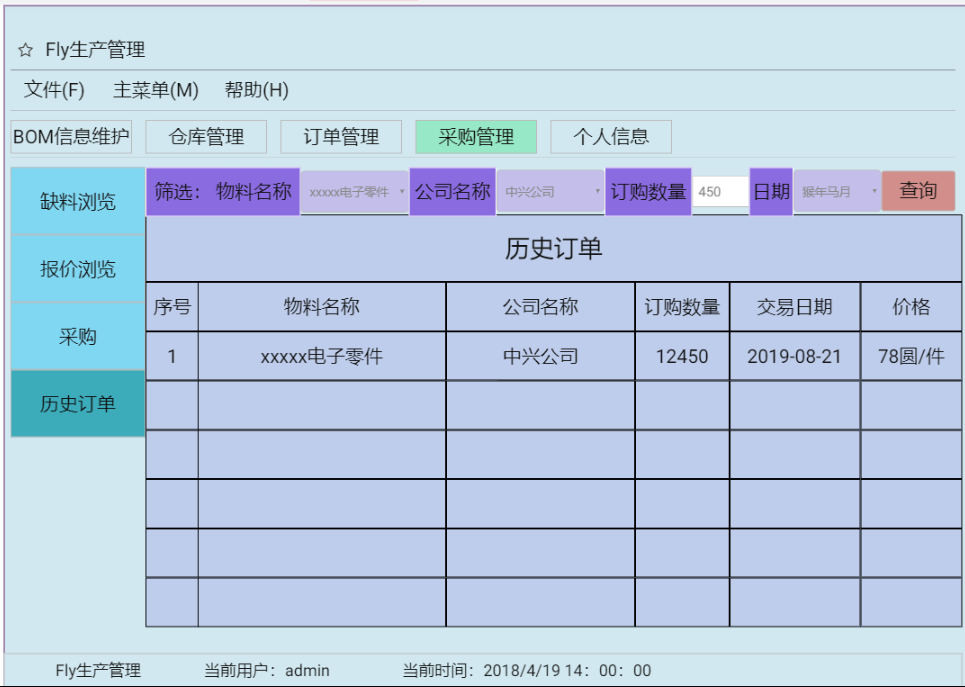 ☆ Fly生产管理
文件(F) 主菜单(M) 帮助(H)
BOM信息维护 仓库管理 订单管理 采购管理 个人信息
缺料浏览
报价浏览
采购
历史订单
筛选： 物料名称 xxxxx电子零件 公司名称 中兴公司 订购数量 450 日期 猴年马月 查询
历史订单
序号 物料名称 公司名称 订购数量 交易日期 价格
1 xxxxx电子零件 中兴公司 12450 2019-08-21 78圆/件
Fly生产管理 当前用户：admin 当前时间：2018/4/19 14：00：00